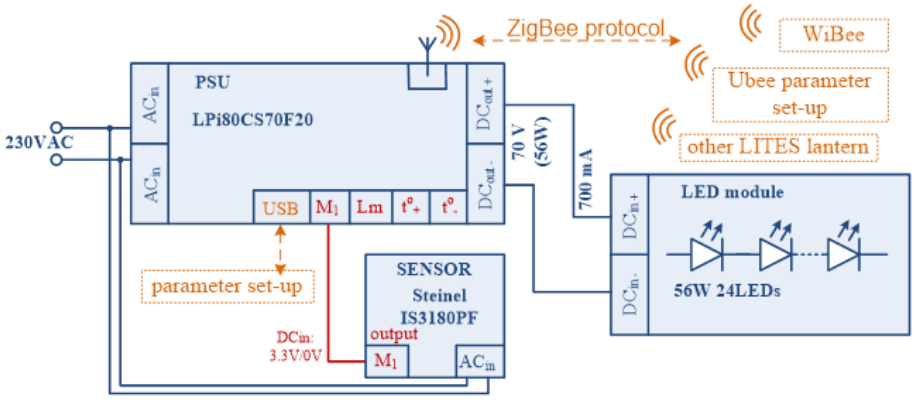 ZigBee protocol
WiBee
Ubee parameter
set-up
other LITES lantern
PSU
LPi80CS70F20
ACin
ACin
DCout+
DCout-
230VAC
70 V
(56W)
700 mA
USB
M1
Lm
t°+
t°-
parameter set-up
LED module
DCin+
DCin-
56W 24LEDs
SENSOR
Steinel
IS3180PF
output
DCin:
3.3V/0V
M1
ACin